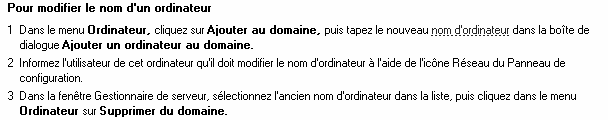 Pour modifier le nom d'un ordinateur
1 Dans le menu Ordinateur, cliquez sur Ajouter au domaine, puis tapez le nouveau nom d'ordinateur dans la boîte de
dialogue Ajouter un ordinateur au domaine.
2 Informez l'utilisateur de cet ordinateur qu'il doit modifier le nom d'ordinateur à l'aide de l'icône Réseau du Panneau de
configuration.
3 Dans la fenêtre Gestionnaire de serveur, sélectionnez l'ancien nom d'ordinateur dans la liste, puis cliquez dans le menu
Ordinateur sur Supprimer du domaine.